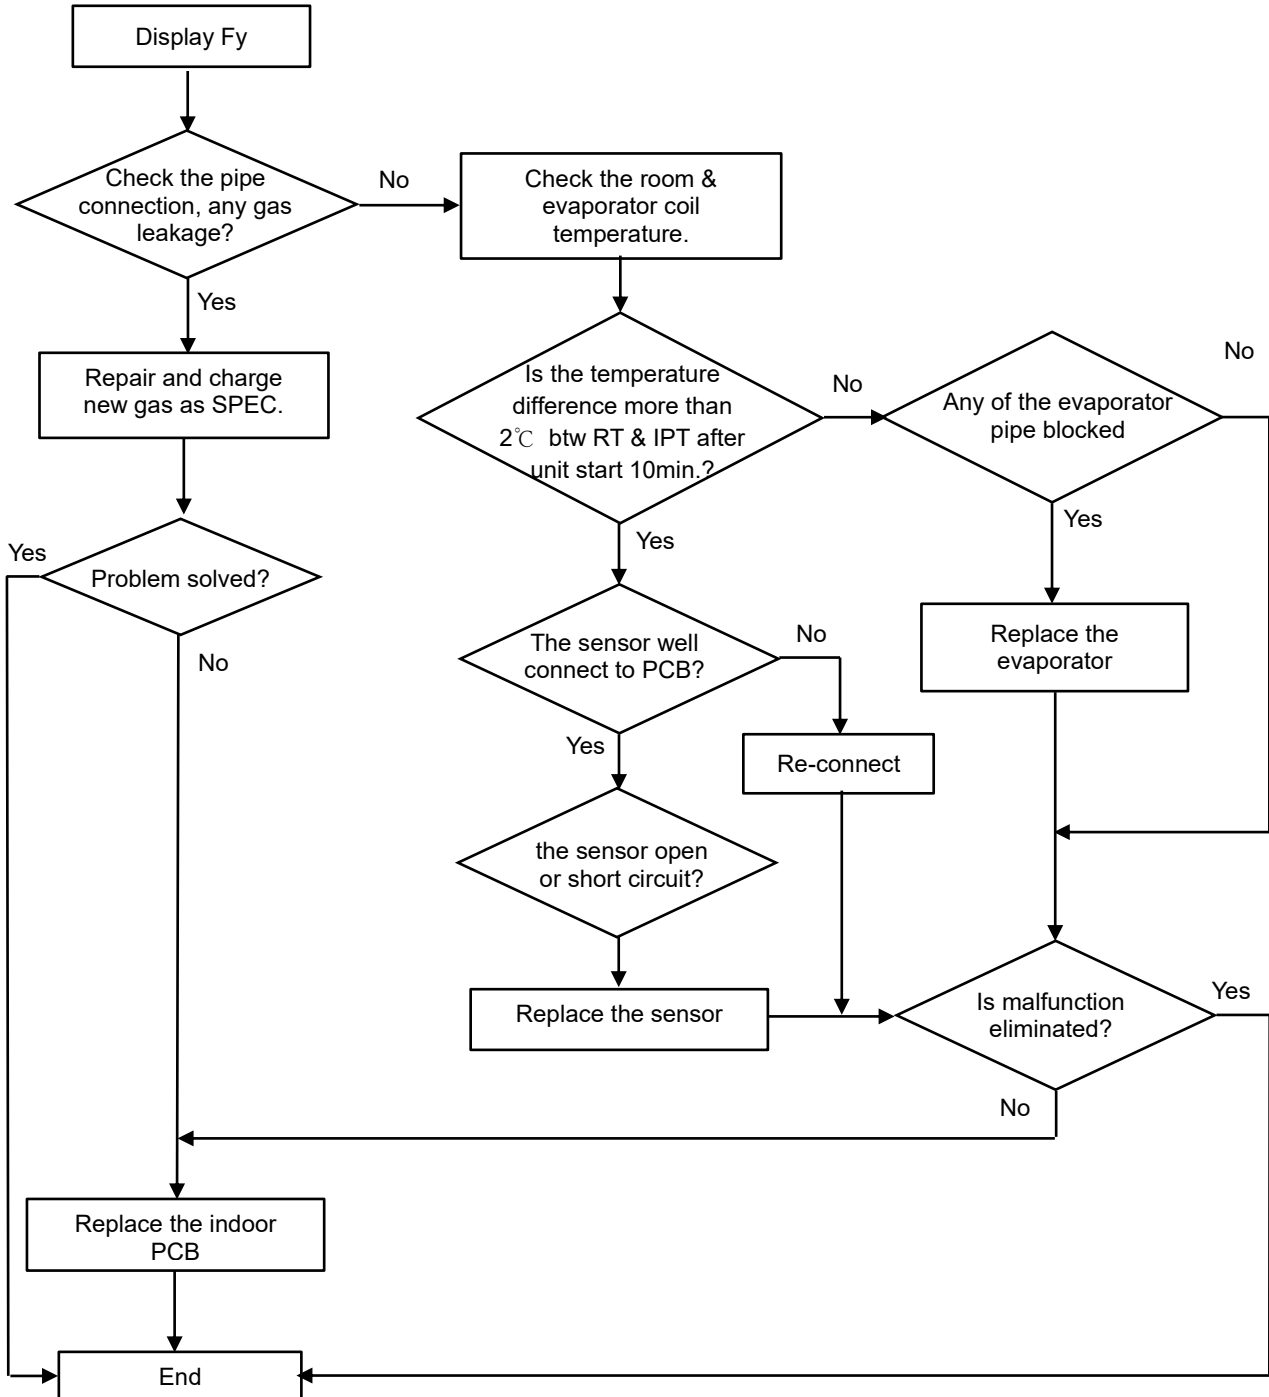 Display Fy
Check the pipe
connection, any gas
leakage?
No
Check the room &
evaporator coil
temperature.
Yes
Repair and charge
new gas as SPEC.
Is the temperature
difference more than
2℃ btw RT & IPT after
unit start 10min.?
No
Any of the evaporator
pipe blocked
No
Yes
Problem solved?
No
Yes
The sensor well
connect to PCB?
No
Yes
Replace the
evaporator
Yes
Re-connect
the sensor open
or short circuit?
Replace the sensor
Is malfunction
eliminated?
Yes
No
Replace the indoor
PCB
End